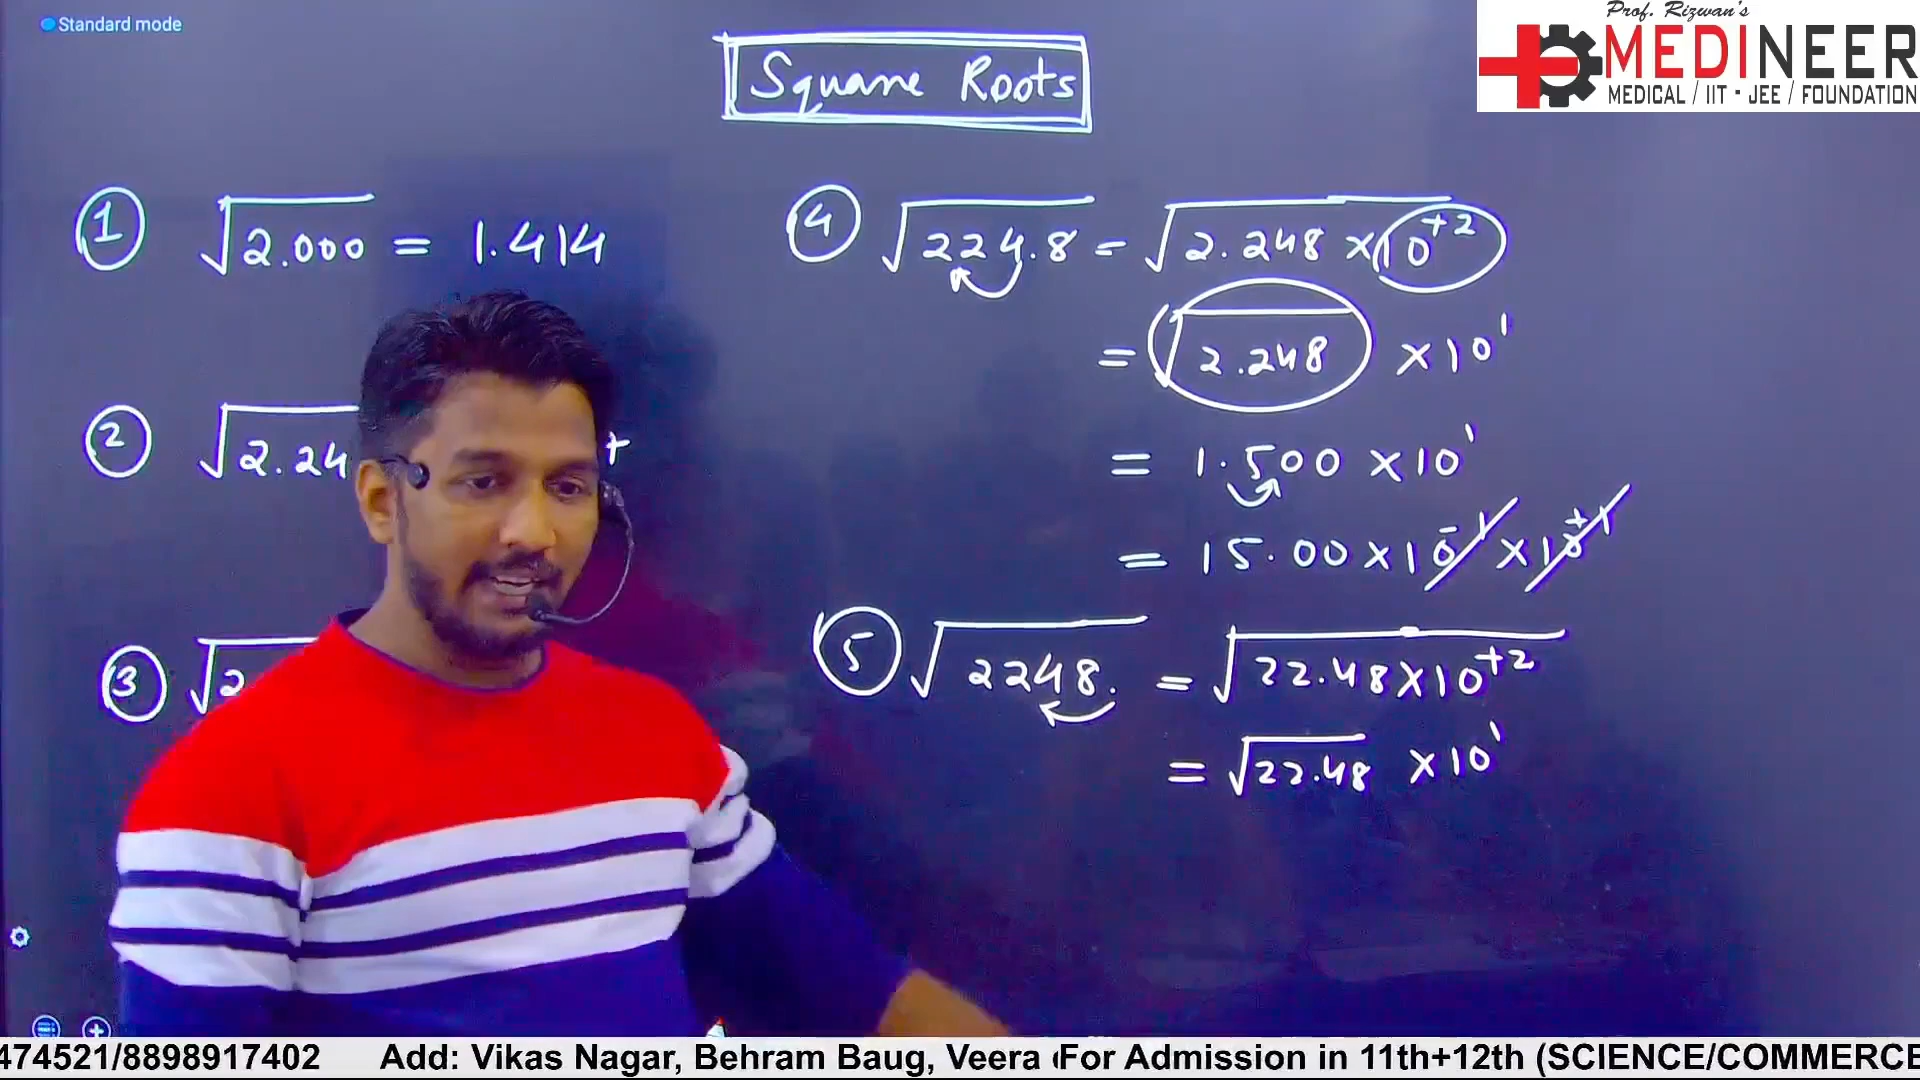 Standard mode
Prof. Rizwan's
MEDINEER
MEDICAL / IIT - JEE / FOUNDATION
Square Roots
1 √2.000 = 1.414
2 √2.24
3 √2
4 √224.8 = √2.248 ×10⁺²
= √2.248 ×10¹
= 1.500 ×10¹
= 15.00×10⁻¹ ×10⁺¹
5 √2248. = √22.48×10⁺²
= √22.48 ×10¹
474521/8898917402 Add: Vikas Nagar, Behram Baug, Veera For Admission in 11th+12th (SCIENCE/COMMERCE